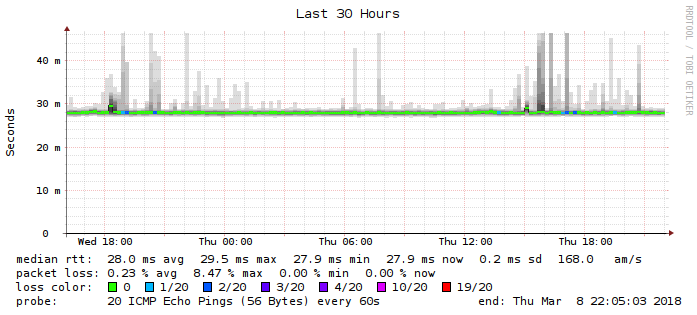 Last 30 Hours
RRDTOOL / TOBI OETIKER
Seconds
40 m
30 m
20 m
10 m
0
Wed 18:00 Thu 00:00 Thu 06:00 Thu 12:00 Thu 18:00
median rtt: 28.0 ms avg 29.5 ms max 27.9 ms min 27.9 ms now 0.2 ms sd 168.0 am/s
packet loss: 0.23 % avg 8.47 % max 0.00 % min 0.00 % now
loss color: 0 1/20 2/20 3/20 4/20 10/20 19/20
probe: 20 ICMP Echo Pings (56 Bytes) every 60s end: Thu Mar 8 22:05:03 2018